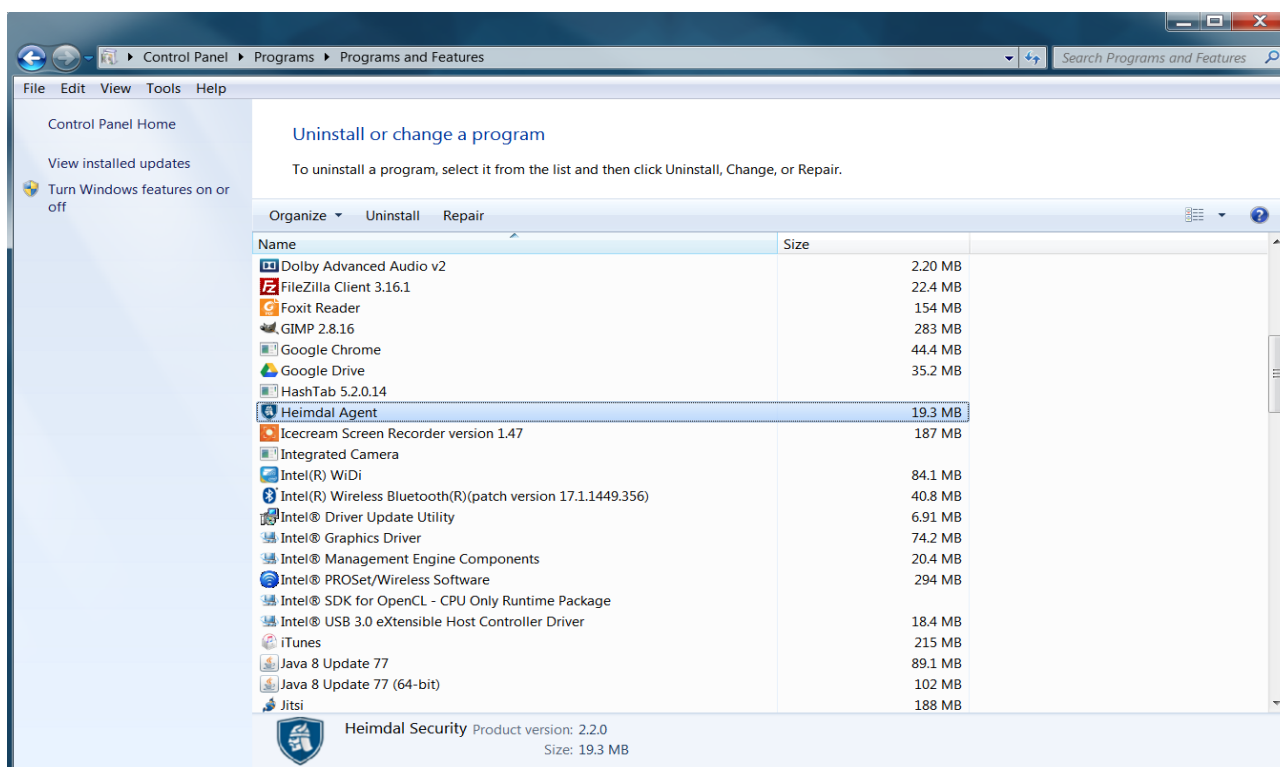 Control Panel Programs Programs and Features
Search Programs and Features
File Edit View Tools Help
Control Panel Home
View installed updates
Turn Windows features on or
off
Uninstall or change a program
To uninstall a program, select it from the list and then click Uninstall, Change, or Repair.
Organize Uninstall Repair
Name Size
Dolby Advanced Audio v2 2.20 MB
FileZilla Client 3.16.1 22.4 MB
Foxit Reader 154 MB
GIMP 2.8.16 283 MB
Google Chrome 44.4 MB
Google Drive 35.2 MB
HashTab 5.2.0.14
Heimdal Agent 19.3 MB
Icecream Screen Recorder version 1.47 187 MB
Integrated Camera
Intel(R) WiDi 84.1 MB
Intel(R) Wireless Bluetooth(R)(patch version 17.1.1449.356) 40.8 MB
Intel® Driver Update Utility 6.91 MB
Intel® Graphics Driver 74.2 MB
Intel® Management Engine Components 20.4 MB
Intel® PROSet/Wireless Software 294 MB
Intel® SDK for OpenCL - CPU Only Runtime Package
Intel® USB 3.0 eXtensible Host Controller Driver 18.4 MB
iTunes 215 MB
Java 8 Update 77 89.1 MB
Java 8 Update 77 (64-bit) 102 MB
Jitsi 188 MB
Heimdal Security Product version: 2.2.0
Size: 19.3 MB